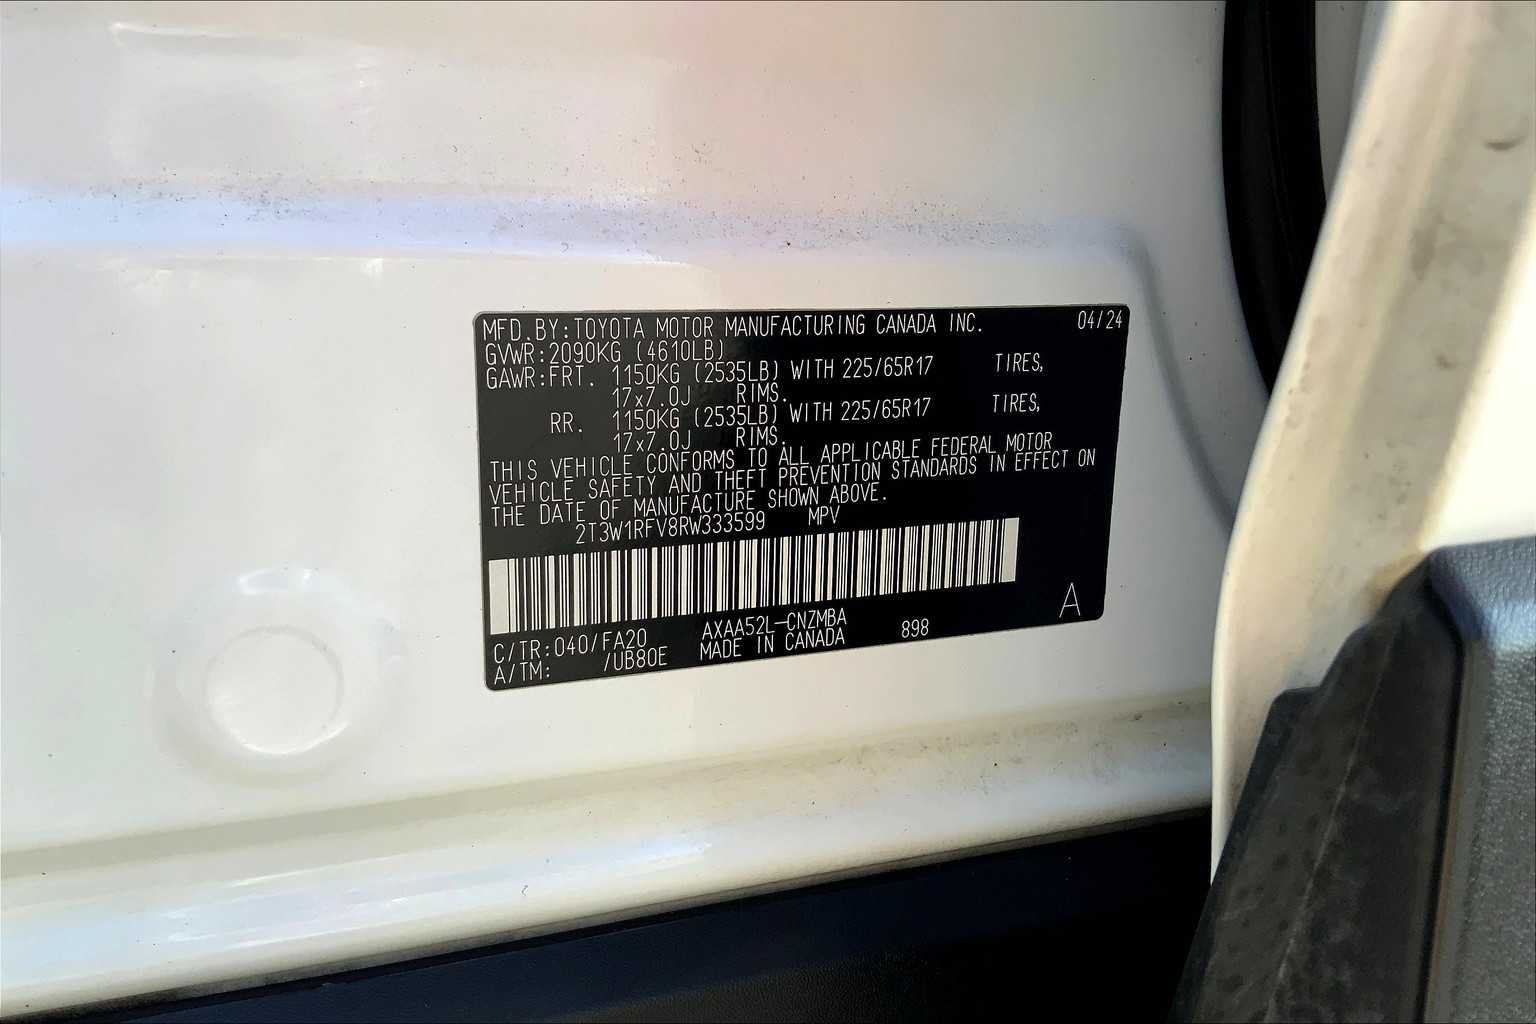 MFD.BY:TOYOTA MOTOR MANUFACTURING CANADA INC. 04/24
GVWR:2090KG (4610LB)
GAWR:FRT. 1150KG (2535LB) WITH 225/65R17 TIRES,
17x7.0J RIMS.
RR. 1150KG (2535LB) WITH 225/65R17 TIRES,
17x7.0J RIMS.
THIS VEHICLE CONFORMS TO ALL APPLICABLE FEDERAL MOTOR
VEHICLE SAFETY AND THEFT PREVENTION STANDARDS IN EFFECT ON
THE DATE OF MANUFACTURE SHOWN ABOVE.
2T3W1RFV8RW333599 MPV
C/TR:040/FA20 AXAA52L-CNZMBA 898 A
A/TM: /UB80E MADE IN CANADA